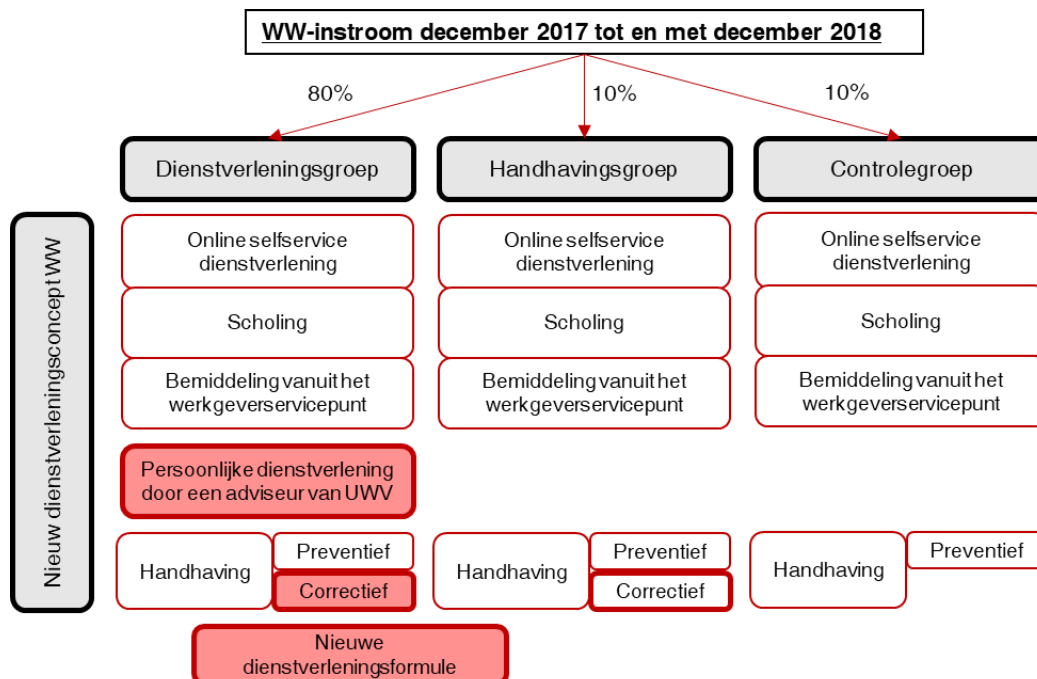 WW-instroom december 2017 tot en met december 2018
80%
10%
10%
Dienstverleningsgroep
Handhavingsgroep
Controlegroep
Nieuw dienstverleningsconcept WW
Online selfservice
dienstverlening
Online selfservice
dienstverlening
Online selfservice
dienstverlening
Scholing
Scholing
Scholing
Bemiddeling vanuit het
werkgeverservicepunt
Bemiddeling vanuit het
werkgeverservicepunt
Bemiddeling vanuit het
werkgeverservicepunt
Persoonlijke dienstverlening
door een adviseur van UWV
Handhaving
Preventief
Correctief
Handhaving
Preventief
Correctief
Handhaving
Preventief
Nieuwe
dienstverleningsformule